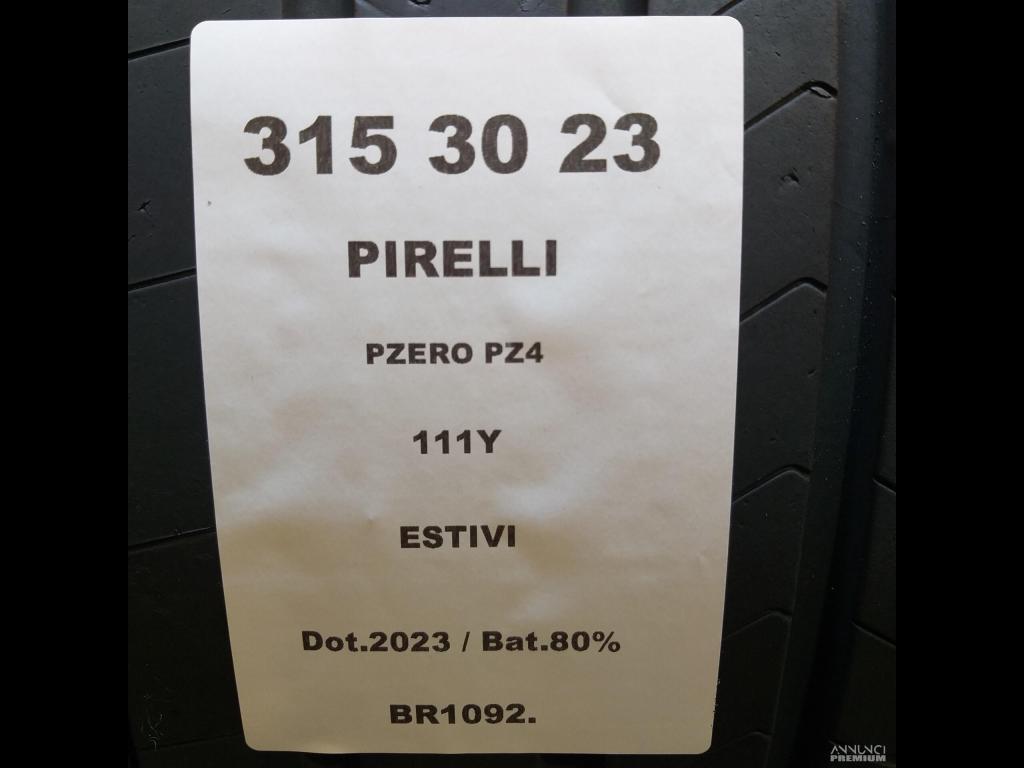 315 30 23
PIRELLI
PZERO PZ4
111Y
ESTIVI
Dot.2023 / Bat.80%
BR1092.
ANNUNCI
PREMIUM